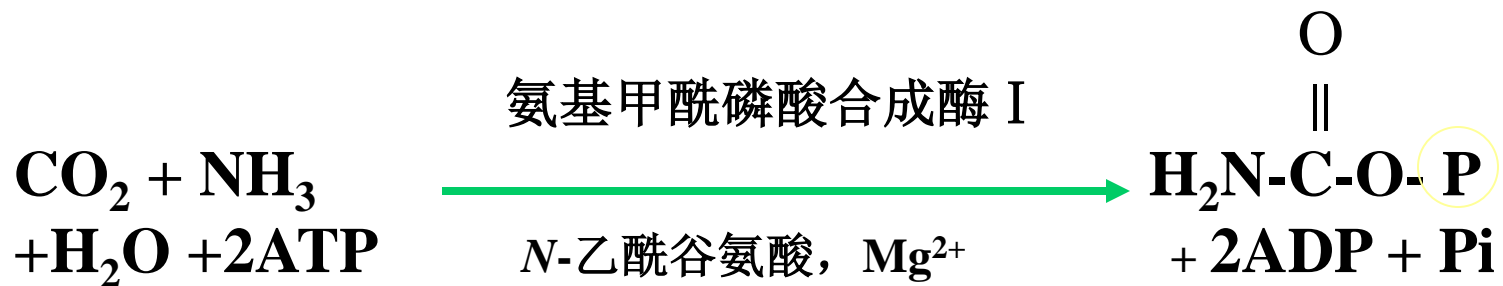 O
氨基甲酰磷酸合成酶Ⅰ
||
CO₂ + NH₃
H₂N-C-O- P
+H₂O +2ATP
N-乙酰谷氨酸，Mg²⁺
+ 2ADP + Pi